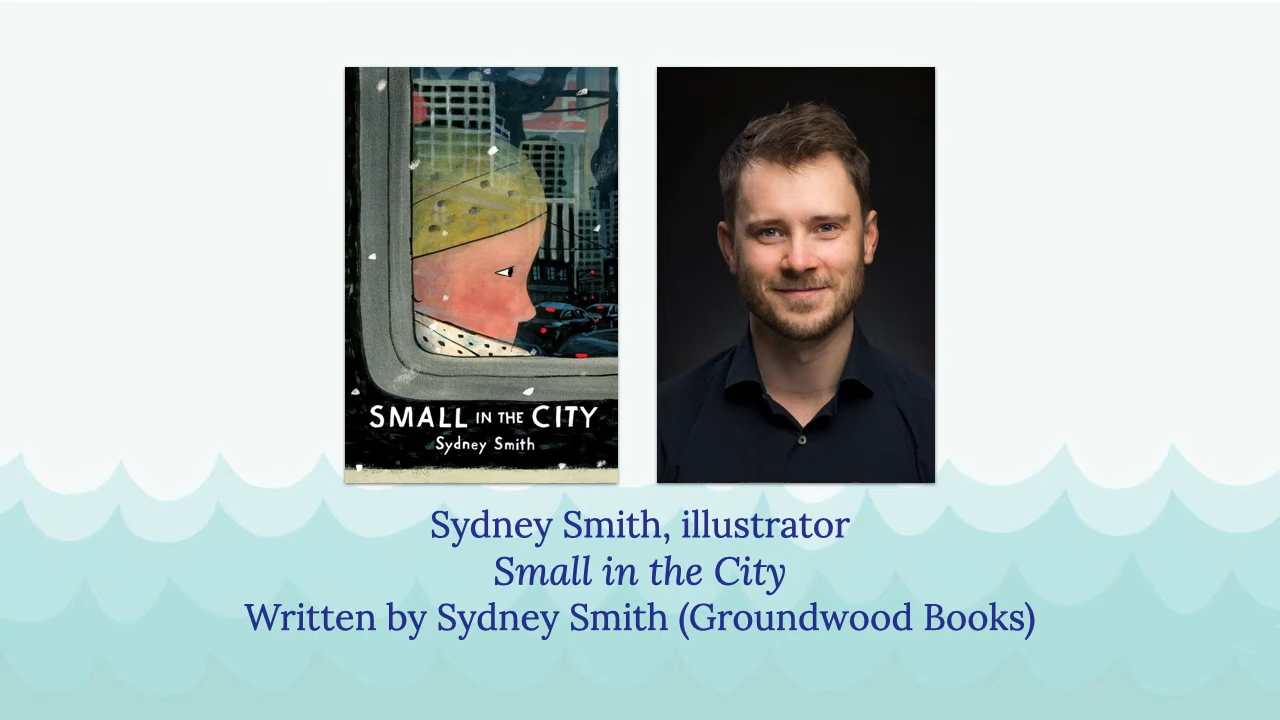 SMALL IN THE CITY
Sydney Smith
Sydney Smith, illustrator
Small in the City
Written by Sydney Smith (Groundwood Books)